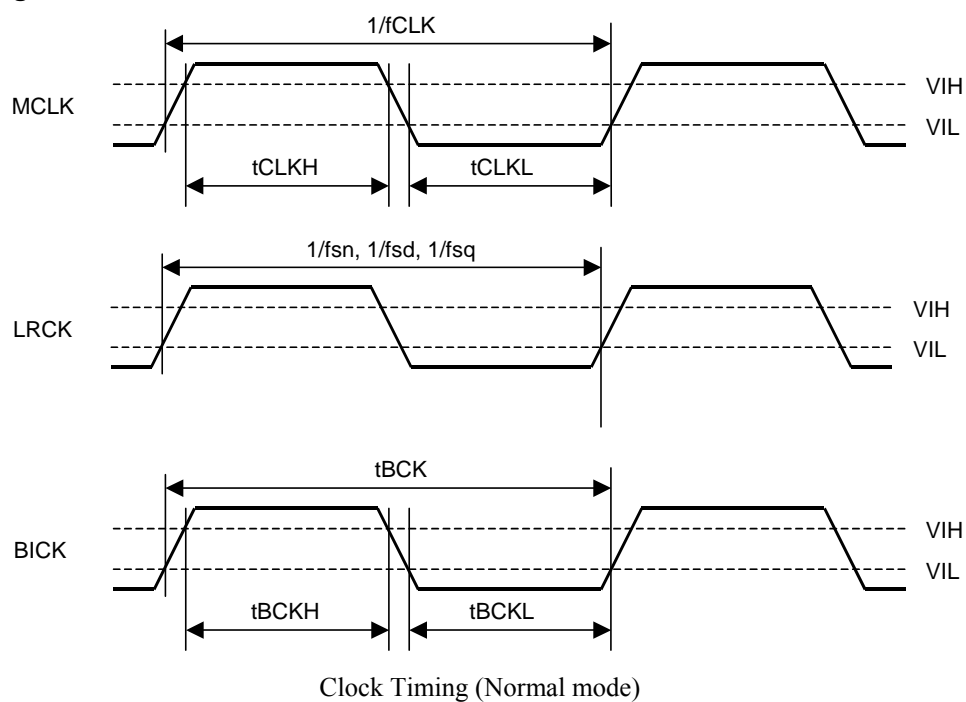 1/fCLK
MCLK
VIH
VIL
tCLKH
tCLKL
1/fsn, 1/fsd, 1/fsq
LRCK
VIH
VIL
tBCK
BICK
VIH
VIL
tBCKH
tBCKL
Clock Timing (Normal mode)